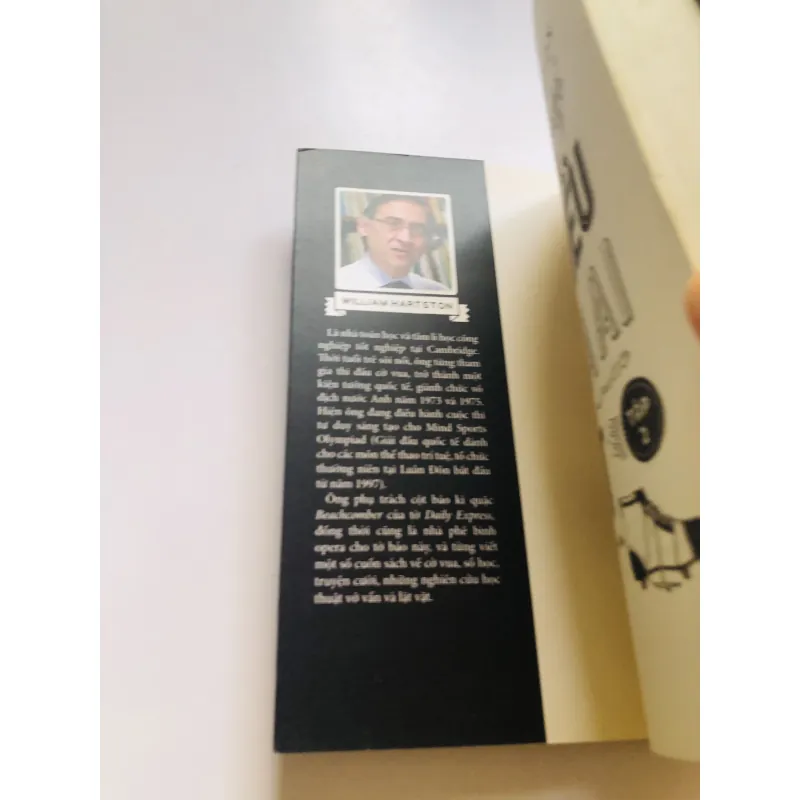 WILLIAM HARTSTON
Là nhà toán học và tâm lí học công
nghiệp tốt nghiệp tại Cambridge.
Thời tuổi trẻ sôi nổi, ông từng tham
gia thi đấu cờ vua, trở thành một
kiện tướng quốc tế, giành chức vô
địch nước Anh năm 1973 và 1975.
Hiện ông đang điều hành cuộc thi
tư duy sáng tạo cho Mind Sports
Olympiad (Giải đấu quốc tế dành
cho các môn thể thao trí tuệ, tổ chức
thường niên tại Luân Đôn bắt đầu
từ năm 1997).
Ông phụ trách cột báo kì quặc
Beachcomber của tờ Daily Express,
đồng thời cũng là nhà phê bình
opera cho tờ báo này, và từng viết
một số cuốn sách về cờ vua, số học,
truyện cười, những nghiên cứu học
thuật vớ vẩn và lặt vặt.